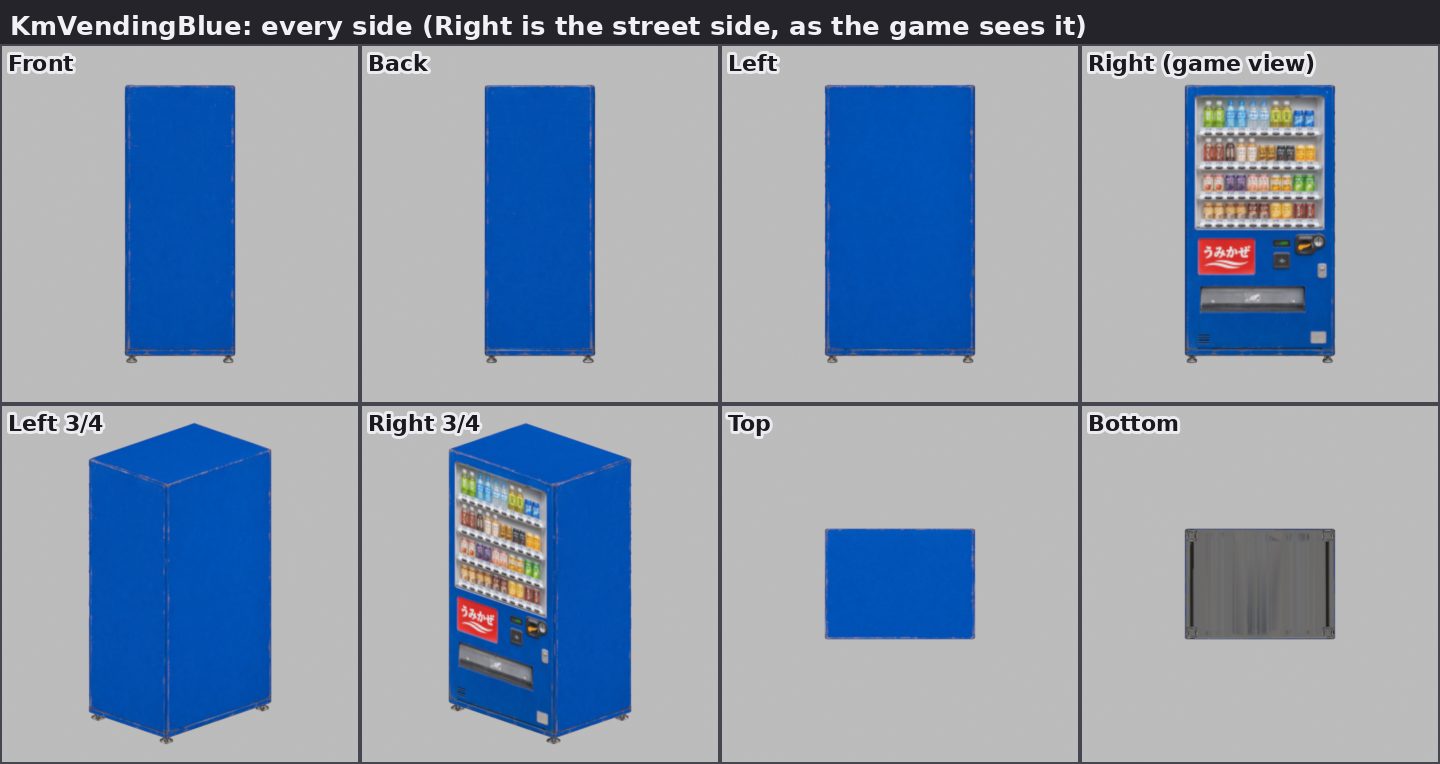 KmVendingBlue: every side (Right is the street side, as the game sees it)
Front
Back
Left
Right (game view)
うみかぜ
Left 3/4
Right 3/4
Top
Bottom
うみかぜ